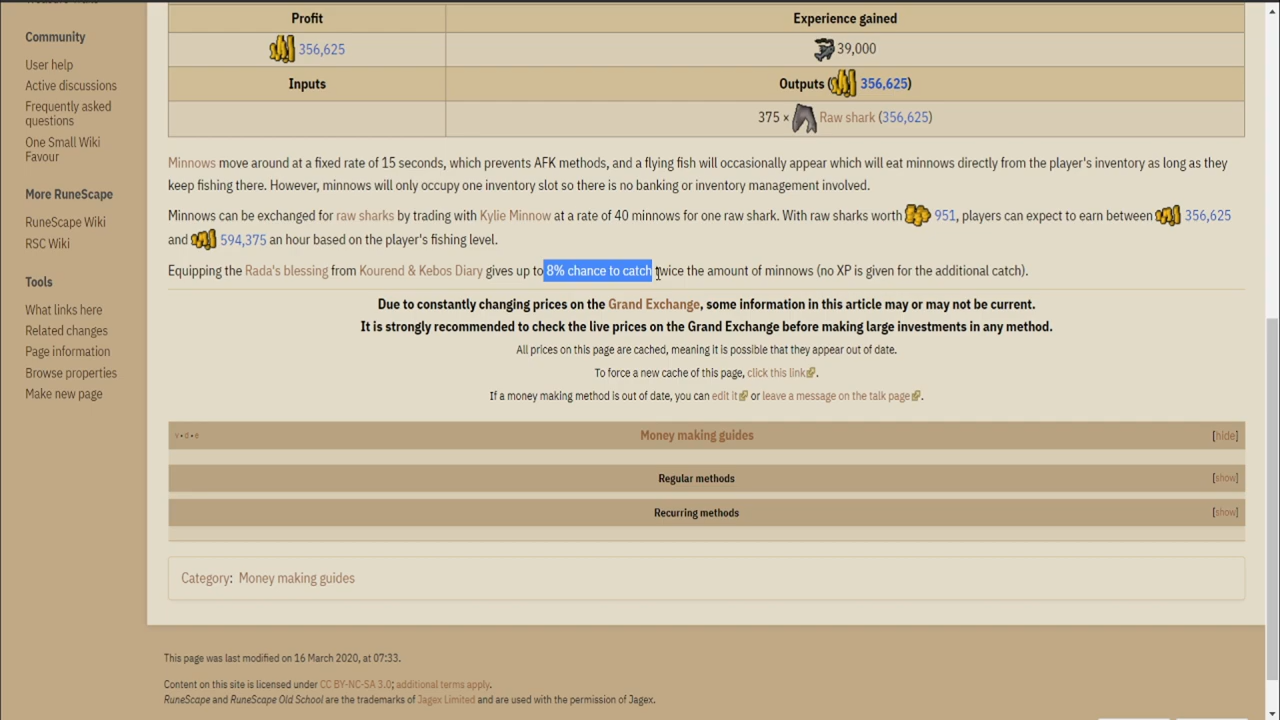 Community
User help
Active discussions
Frequently asked
questions
One Small Wiki
Favour
More RuneScape
RuneScape Wiki
RSC Wiki
Tools
What links here
Related changes
Page information
Browse properties
Make new page
Profit Experience gained
356,625 39,000
Inputs Outputs ( 356,625)
375 × Raw shark (356,625)
Minnows move around at a fixed rate of 15 seconds, which prevents AFK methods, and a flying fish will occasionally appear which will eat minnows directly from the player's inventory as long as they
keep fishing there. However, minnows will only occupy one inventory slot so there is no banking or inventory management involved.
Minnows can be exchanged for raw sharks by trading with Kylie Minnow at a rate of 40 minnows for one raw shark. With raw sharks worth 951, players can expect to earn between 356,625
and 594,375 an hour based on the player's fishing level.
Equipping the Rada's blessing from Kourend & Kebos Diary gives up to 8% chance to catch twice the amount of minnows (no XP is given for the additional catch).
Due to constantly changing prices on the Grand Exchange, some information in this article may or may not be current.
It is strongly recommended to check the live prices on the Grand Exchange before making large investments in any method.
All prices on this page are cached, meaning it is possible that they appear out of date.
To force a new cache of this page, click this link.
If a money making method is out of date, you can edit it or leave a message on the talk page.
v•d•e Money making guides [hide]
Regular methods [show]
Recurring methods [show]
Category: Money making guides
This page was last modified on 16 March 2020, at 07:33.
Content on this site is licensed under CC BY-NC-SA 3.0; additional terms apply.
RuneScape and RuneScape Old School are the trademarks of Jagex Limited and are used with the permission of Jagex.